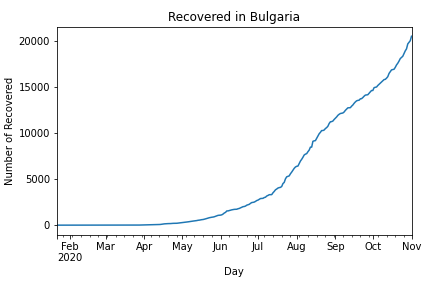 Recovered in Bulgaria
Number of Recovered
20000
15000
10000
5000
0
Feb Mar Apr May Jun Jul Aug Sep Oct Nov
2020
Day